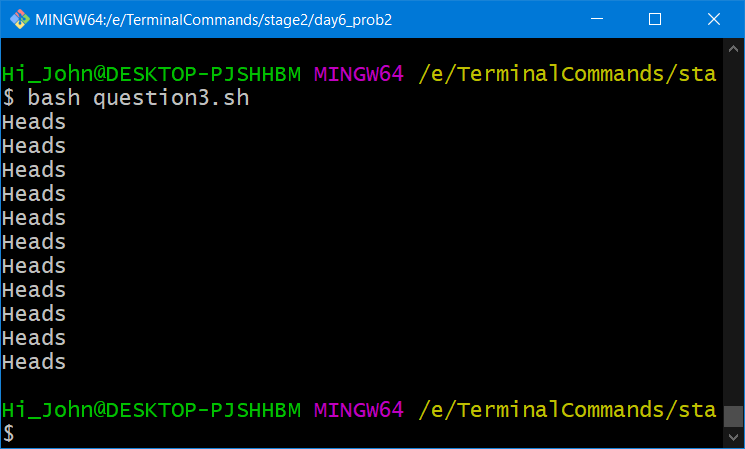 MINGW64:/e/TerminalCommands/stage2/day6_prob2
Hi_John@DESKTOP-PJSHHBM MINGW64 /e/TerminalCommands/sta
$ bash question3.sh
Heads
Heads
Heads
Heads
Heads
Heads
Heads
Heads
Heads
Heads
Heads
Hi_John@DESKTOP-PJSHHBM MINGW64 /e/TerminalCommands/sta
$